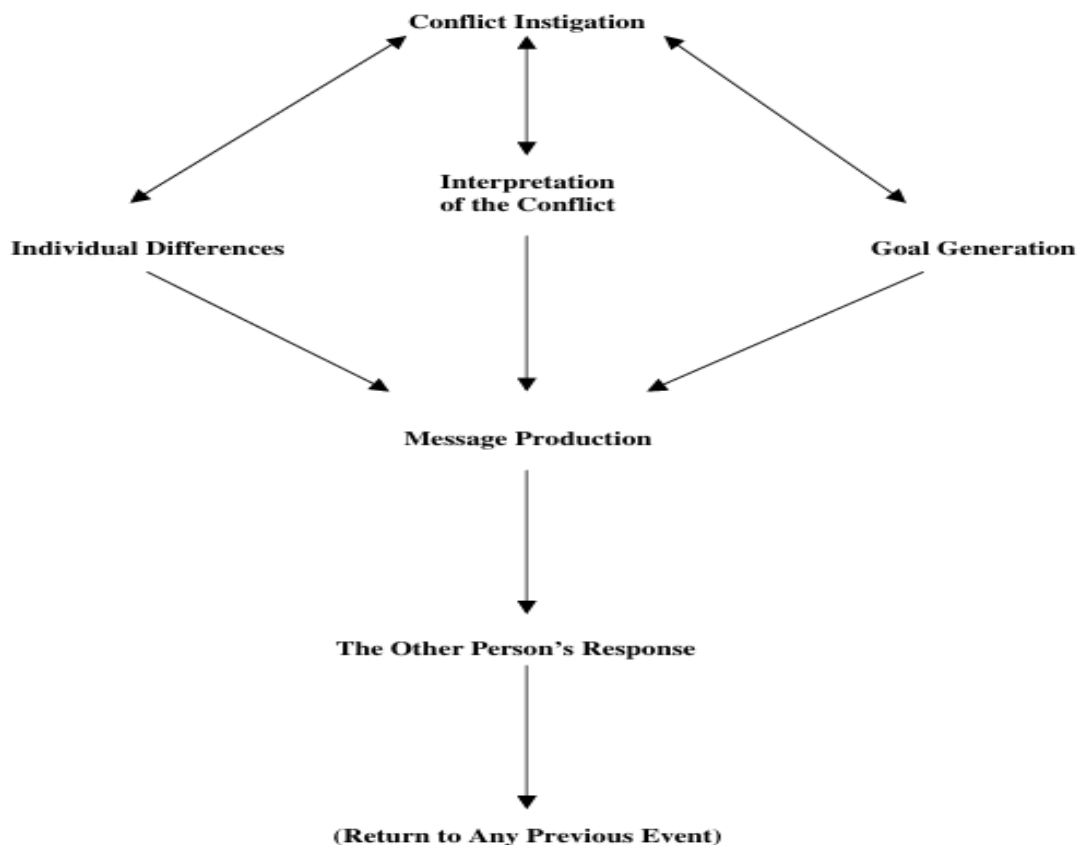 Conflict Instigation
Interpretation
of the Conflict
Individual Differences
Goal Generation
Message Production
The Other Person’s Response
(Return to Any Previous Event)